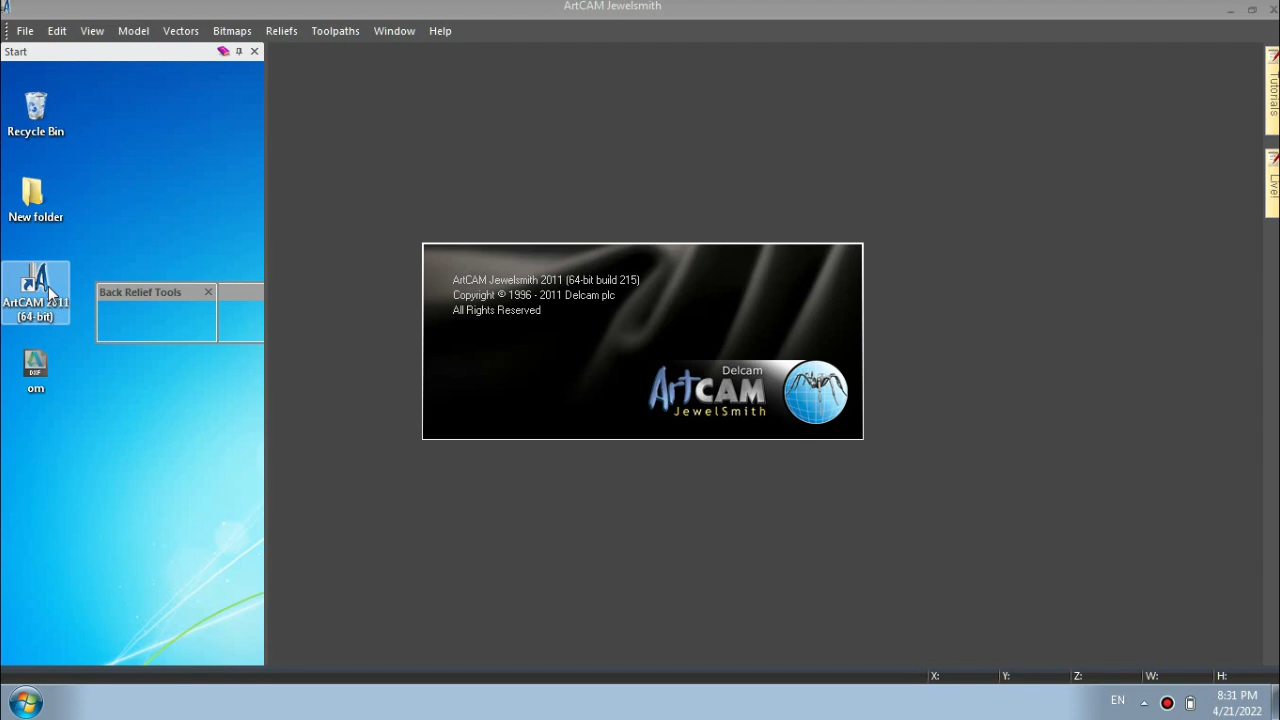 ArtCAM Jewelsmith
File Edit View Model Vectors Bitmaps Reliefs Toolpaths Window Help
Start
Tutorials
Live!
Recycle Bin
New folder
ArtCAM 2011
(64-bit)
Back Relief Tools
DXF
om
ArtCAM Jewelsmith 2011 (64-bit build 215)
Copyright © 1996 - 2011 Delcam plc
All Rights Reserved
Delcam
ArtCAM
JewelSmith
X: Y: Z: W: H:
EN
8:31 PM
4/21/2022